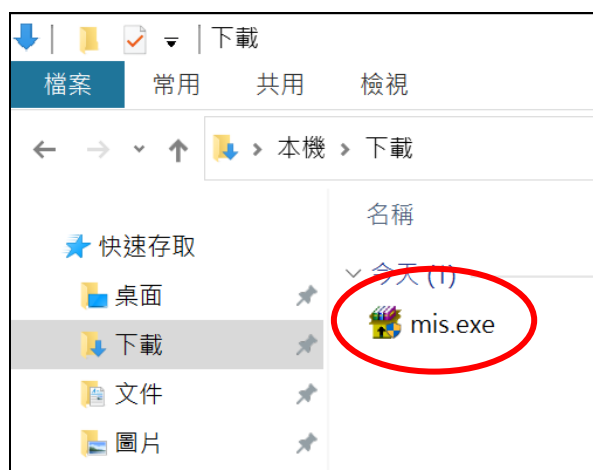 下載
檔案 常用 共用 檢視
本機 下載
名稱
快速存取
今天 (1)
桌面
mis.exe
下載
文件
圖片